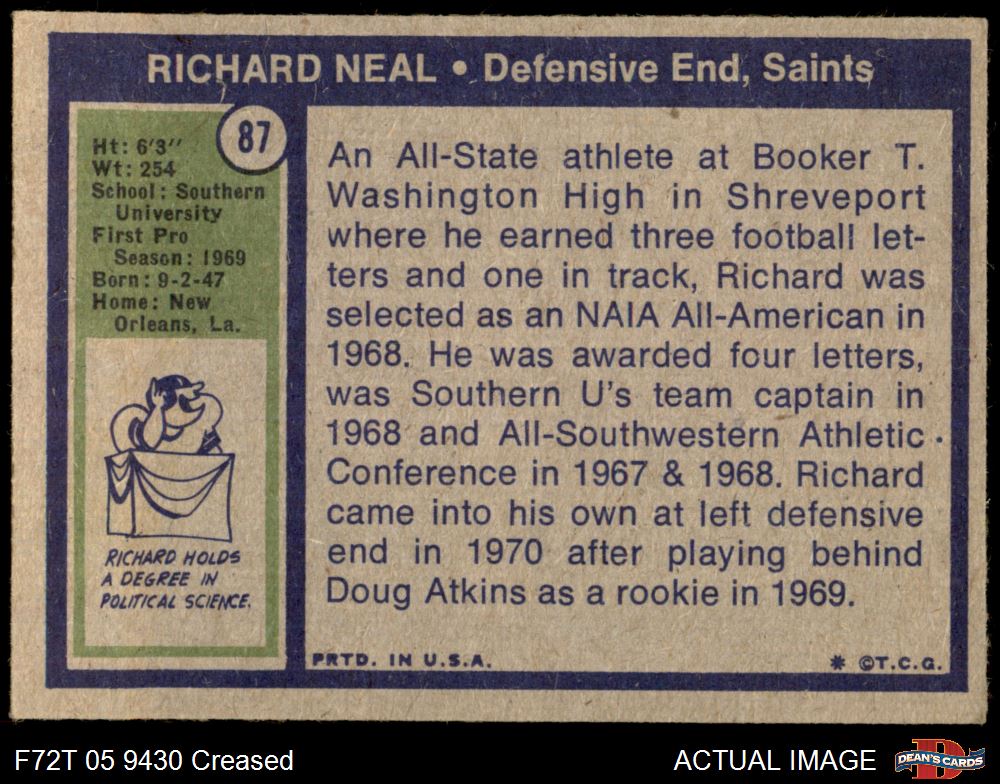 RICHARD NEAL • Defensive End, Saints
87
Ht: 6'3''
Wt: 254
School: Southern
University
First Pro
Season: 1969
Born: 9-2-47
Home: New
Orleans, La.
RICHARD HOLDS
A DEGREE IN
POLITICAL SCIENCE.
An All-State athlete at Booker T.
Washington High in Shreveport
where he earned three football let-
ters and one in track, Richard was
selected as an NAIA All-American in
1968. He was awarded four letters,
was Southern U's team captain in
1968 and All-Southwestern Athletic
Conference in 1967 & 1968. Richard
came into his own at left defensive
end in 1970 after playing behind
Doug Atkins as a rookie in 1969.
PRTD. IN U.S.A.
* ©T.C.G.
F72T 05 9430 Creased
ACTUAL IMAGE
D
DEAN'S CARDS